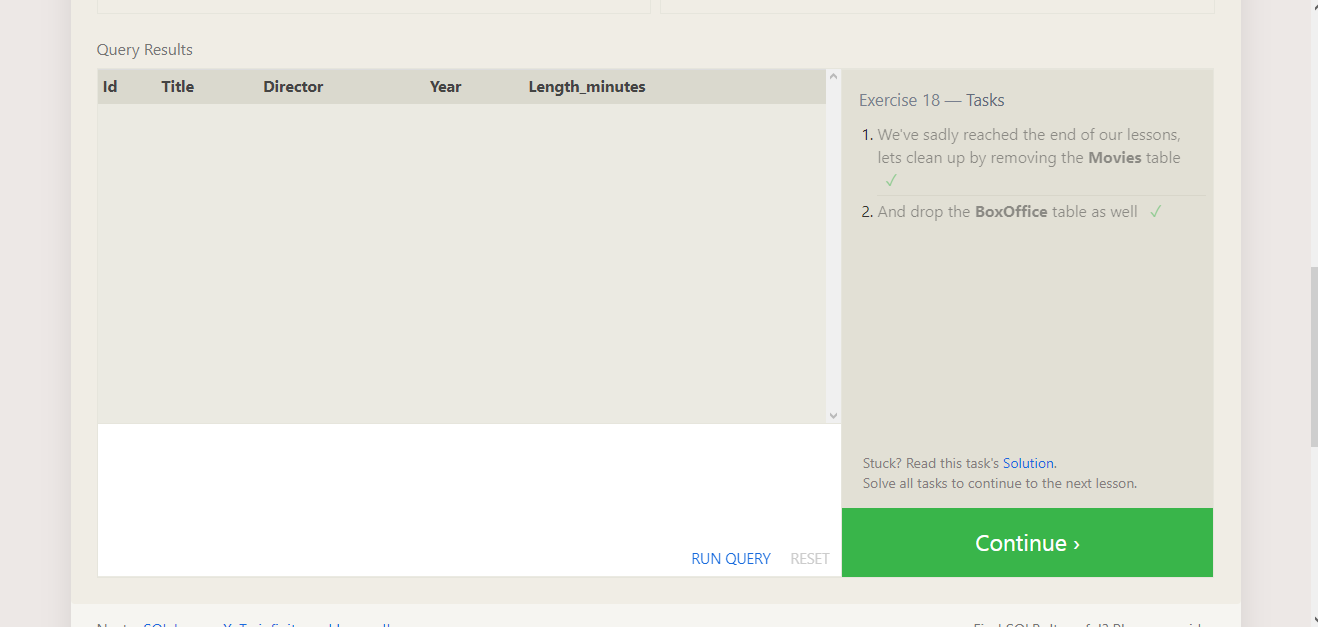 Query Results
Id Title Director Year Length_minutes
Exercise 18 — Tasks
1. We've sadly reached the end of our lessons,
lets clean up by removing the Movies table
✓
2. And drop the BoxOffice table as well ✓
Stuck? Read this task's Solution.
Solve all tasks to continue to the next lesson.
RUN QUERY RESET
Continue ›